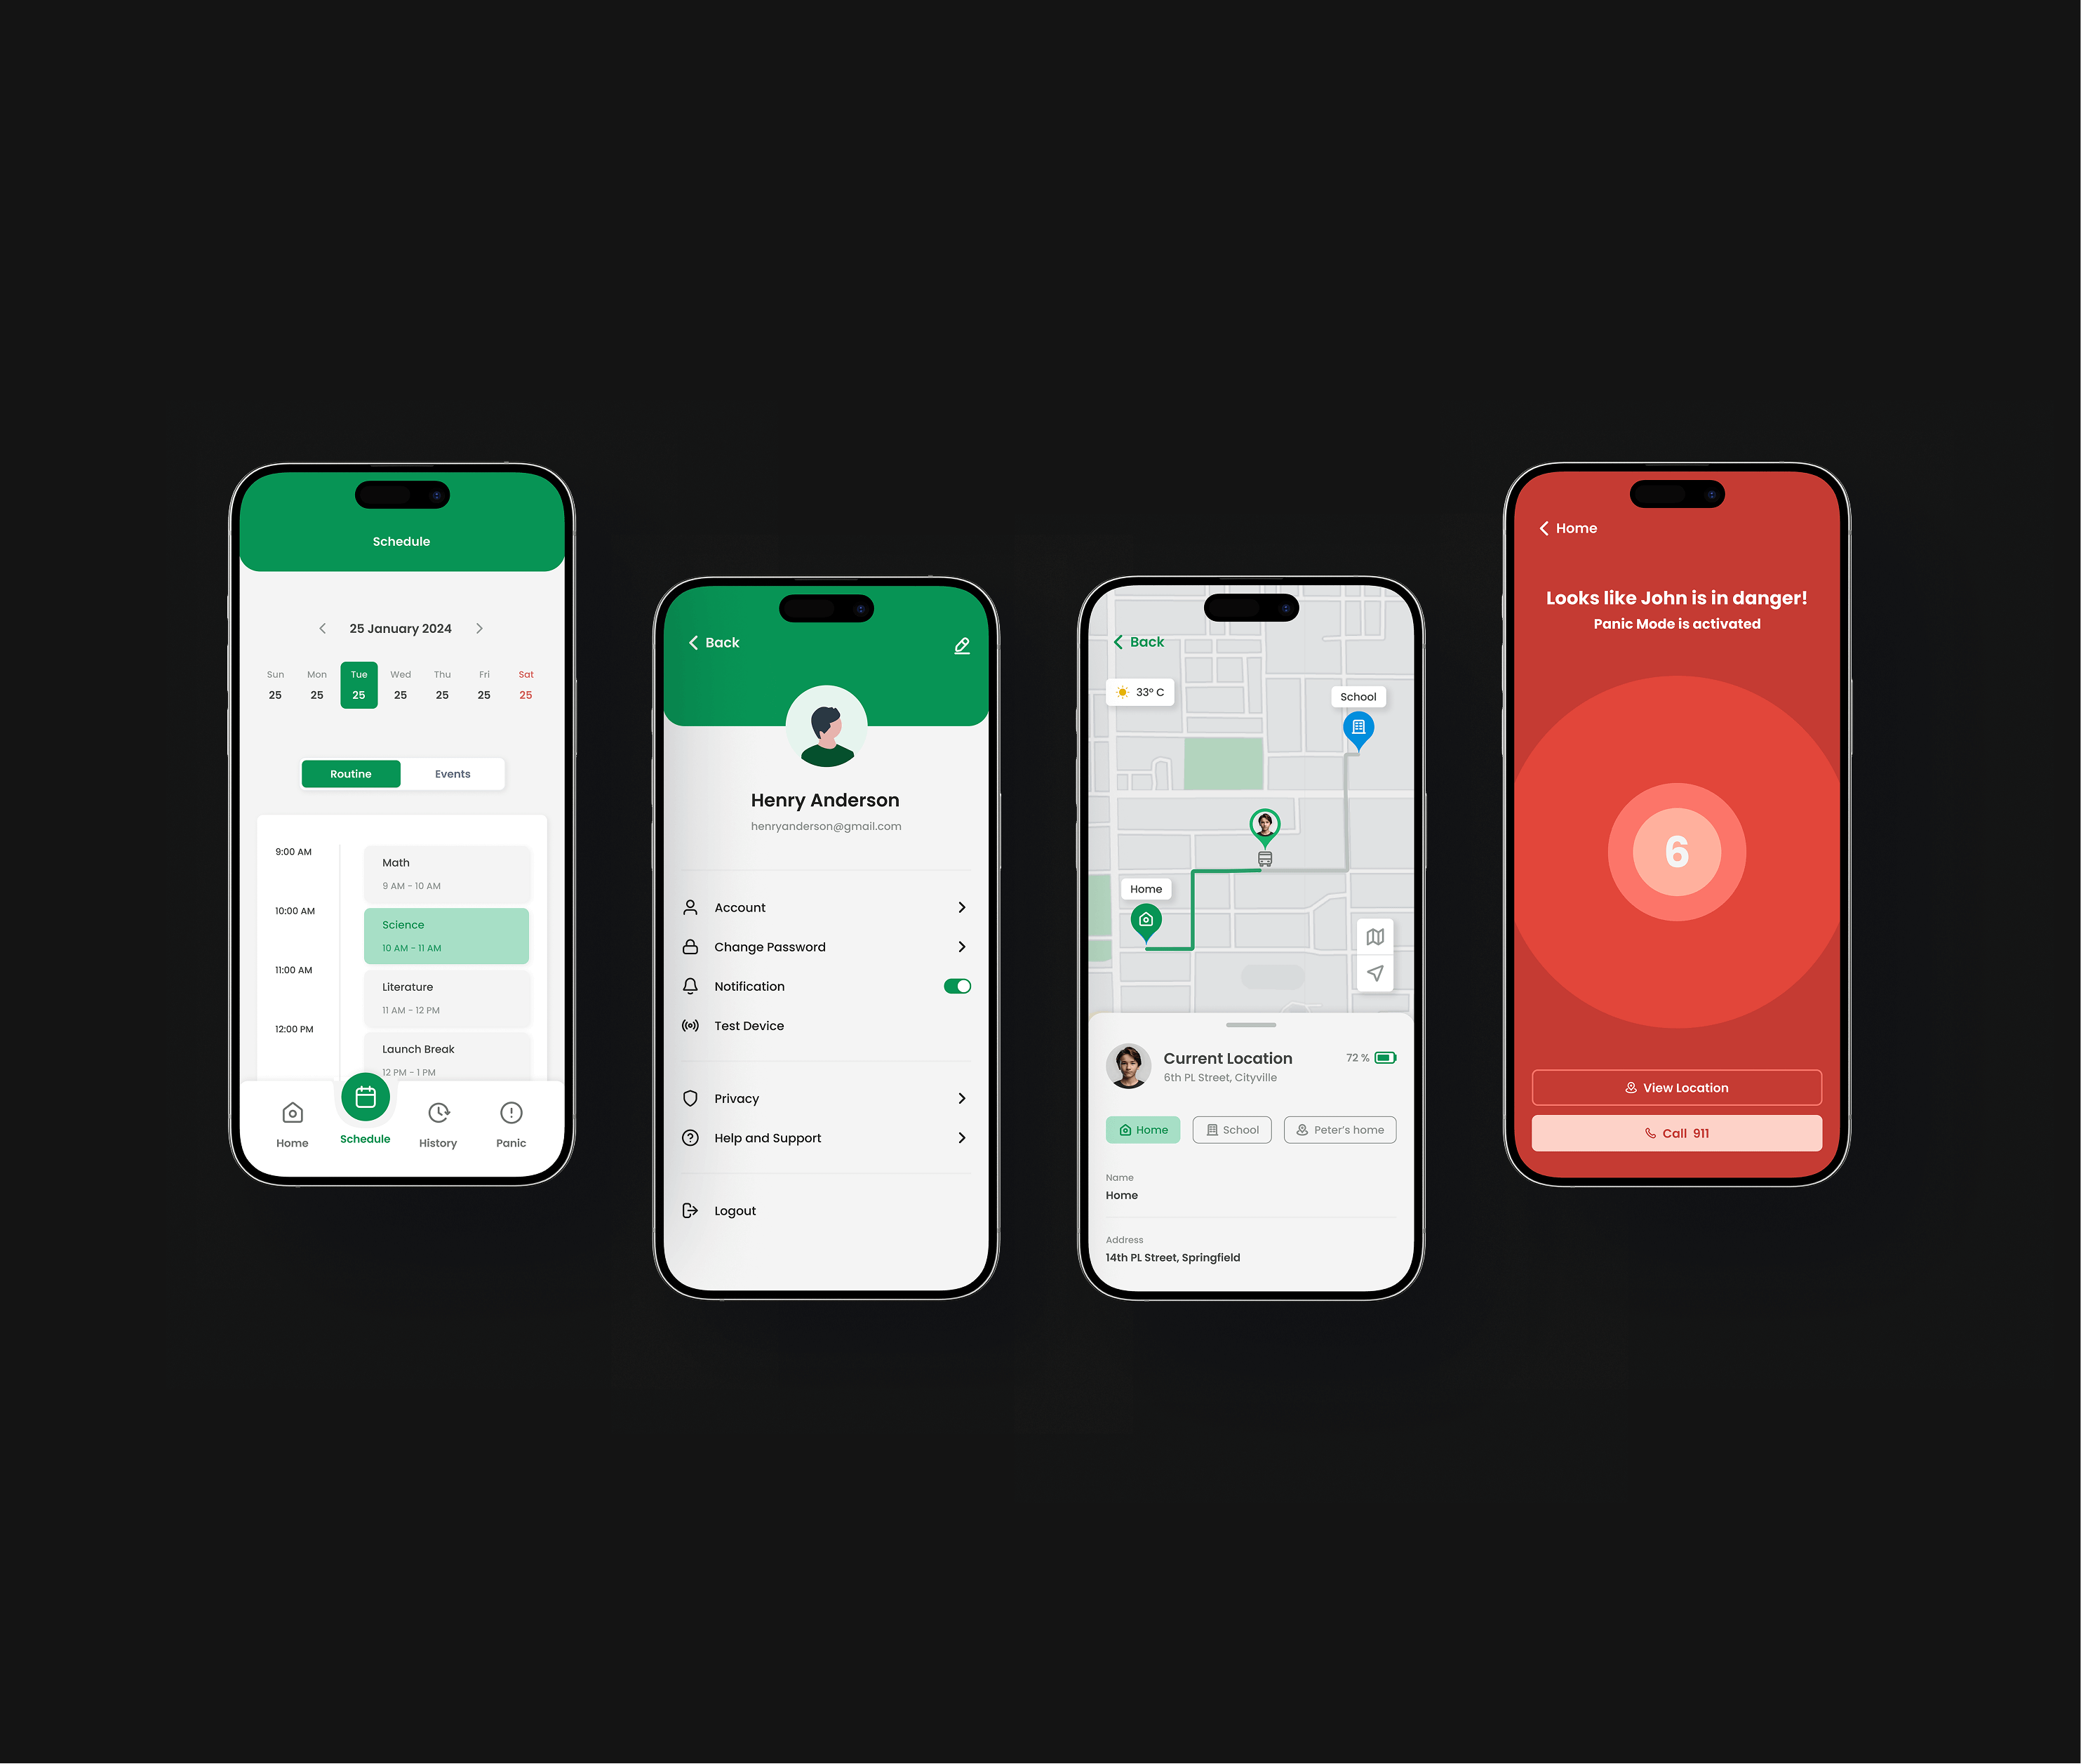 Schedule
25 January 2024
Sun Mon Tue Wed Thu Fri Sat
25 25 25 25 25 25 25
Routine Events
9:00 AM
Math
9 AM - 10 AM
10:00 AM
Science
10 AM - 11 AM
11:00 AM
Literature
11 AM - 12 PM
12:00 PM
Launch Break
12 PM - 1 PM
Home Schedule History Panic
Back
Henry Anderson
henryanderson@gmail.com
Account
Change Password
Notification
Test Device
Privacy
Help and Support
Logout
Back
33° C
School
Home
Current Location
72 %
6th PL Street, Cityville
Home School Peter's home
Name
Home
Address
14th PL Street, Springfield
Home
Looks like John is in danger!
Panic Mode is activated
6
View Location
Call 911